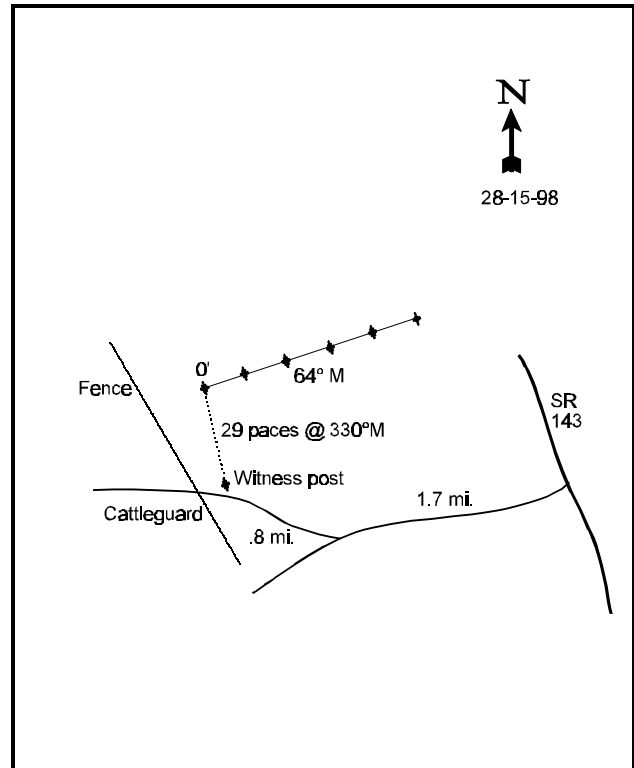 N
28-15-98
0'
64° M
Fence
SR
143
29 paces @ 330°M
Witness post
1.7 mi.
Cattleguard
.8 mi.